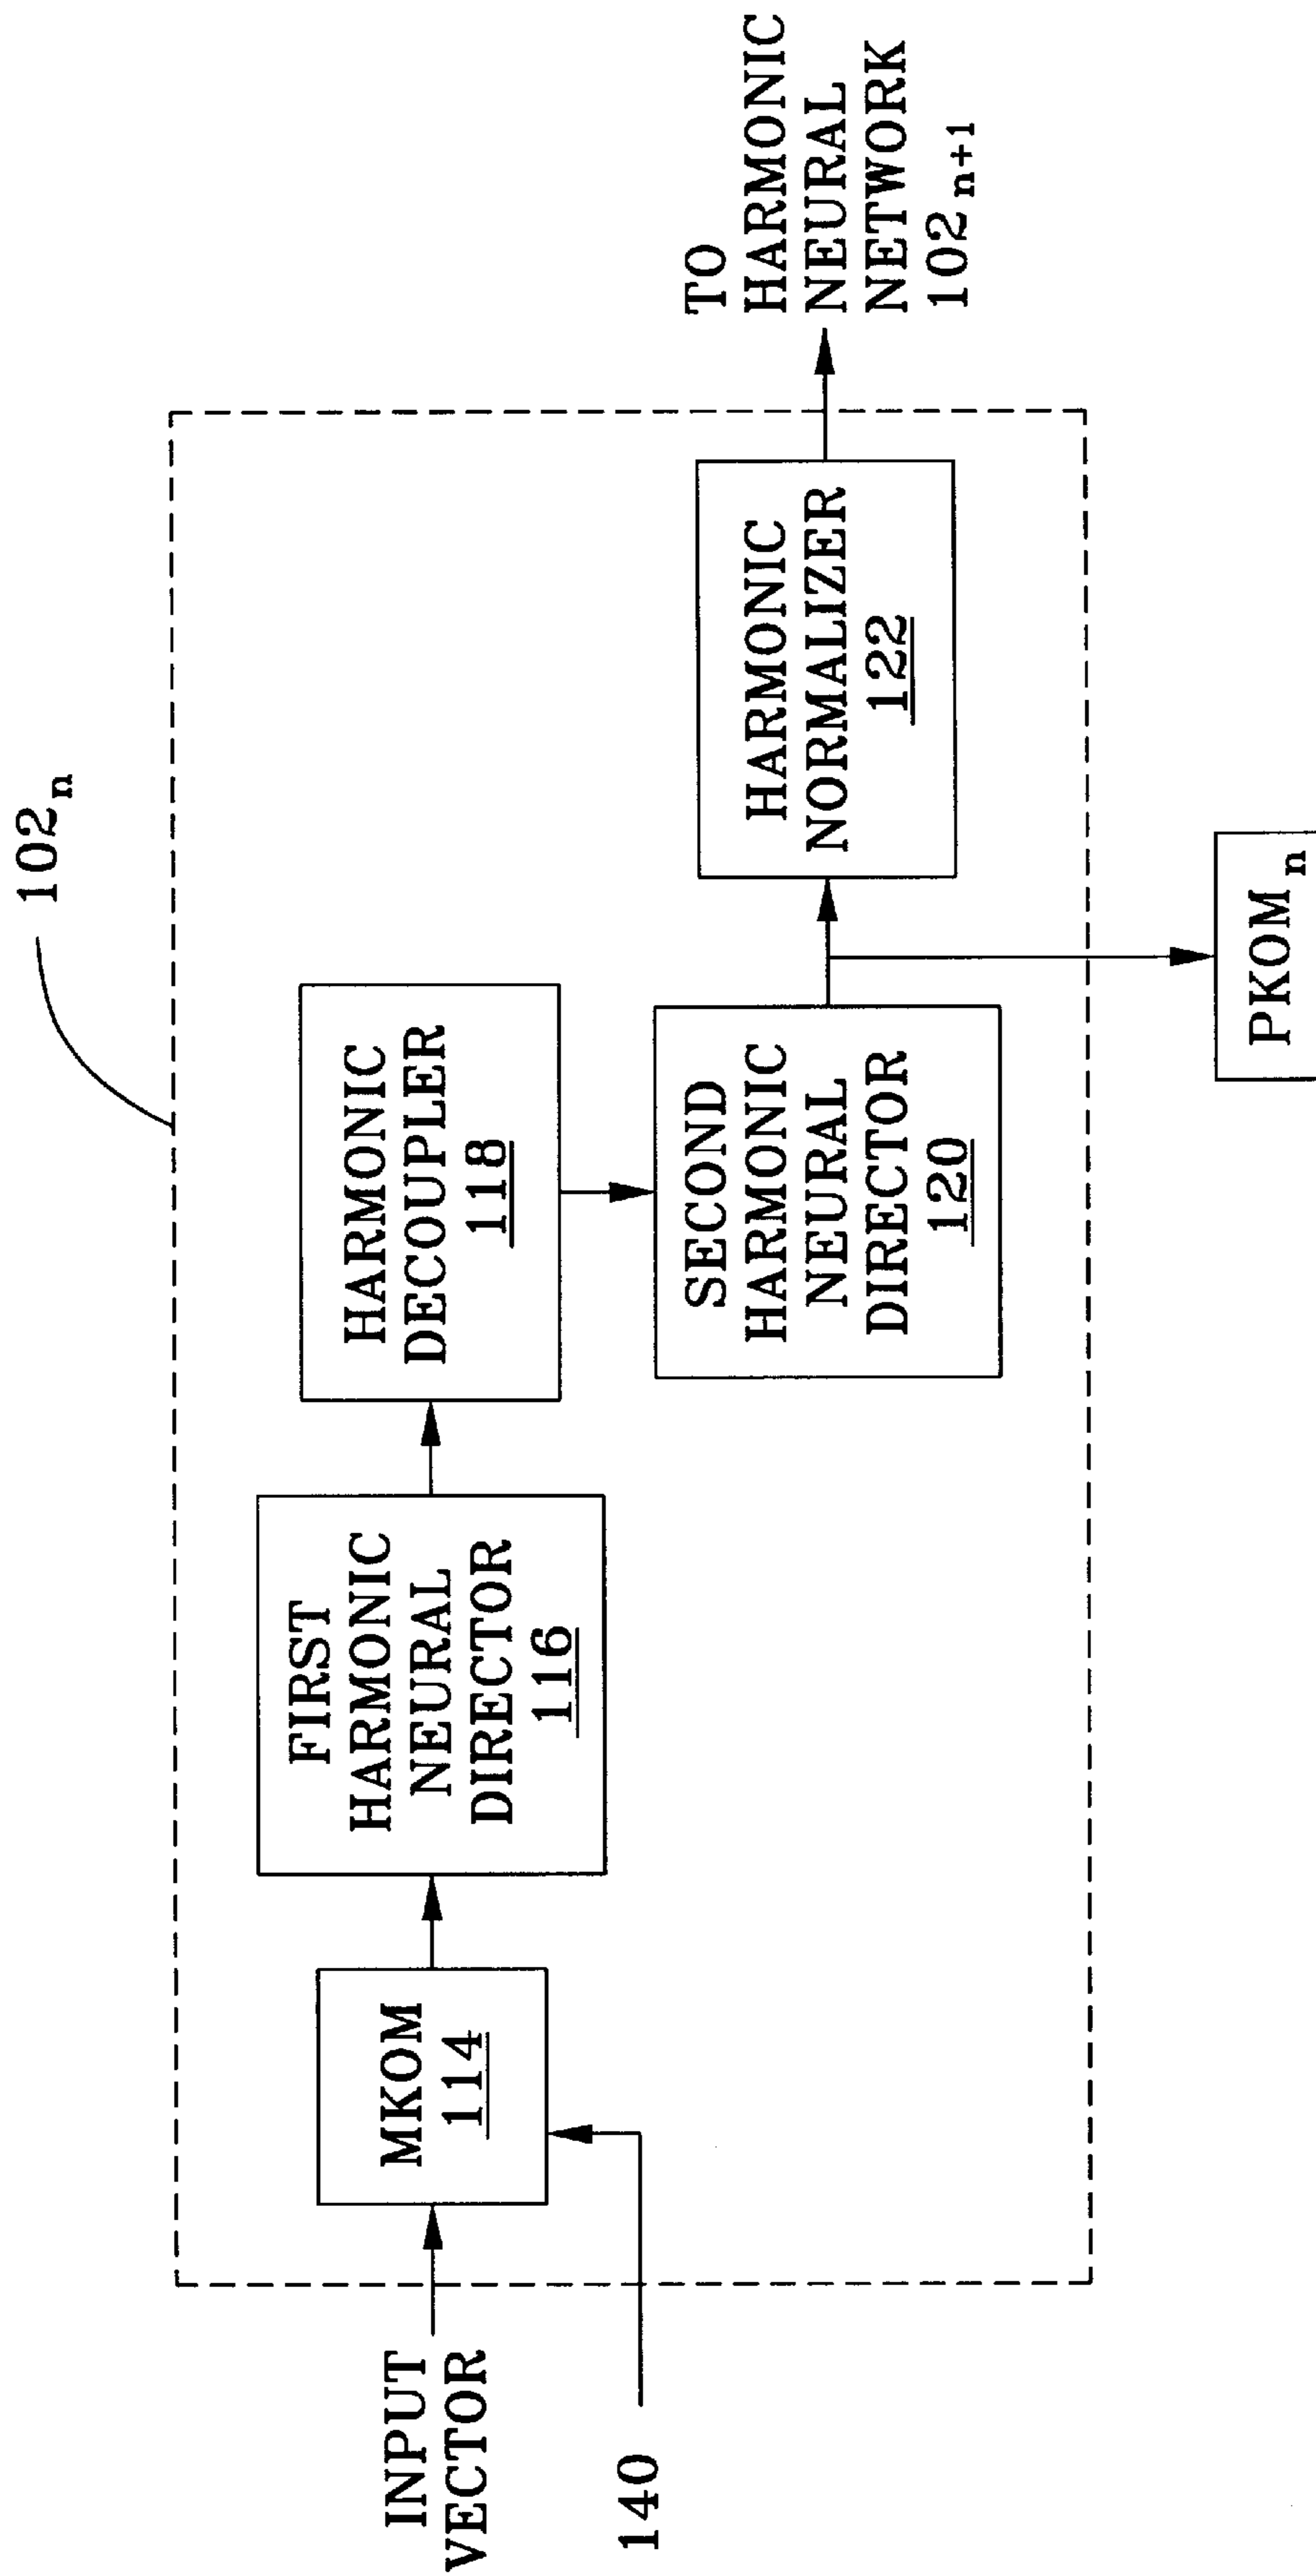 102n
INPUT
VECTOR
140
MKOM
114
FIRST
HARMONIC
NEURAL
DIRECTOR
116
HARMONIC
DECOUPLER
118
SECOND
HARMONIC
NEURAL
DIRECTOR
120
HARMONIC
NORMALIZER
122
TO
HARMONIC
NEURAL
NETWORK
102n+1
PKOMn